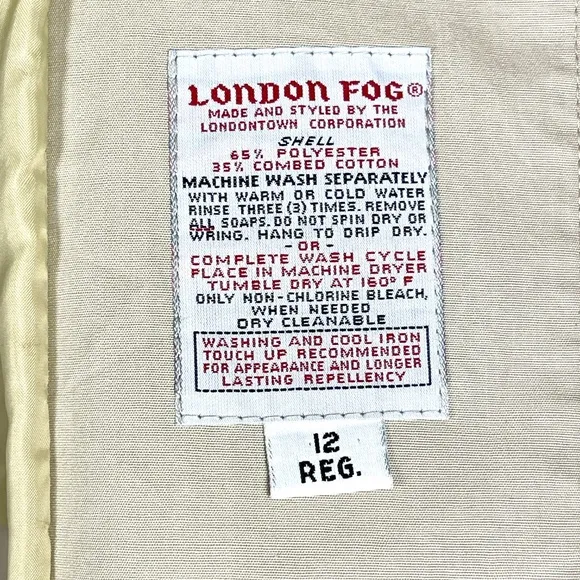 LONDON FOG®
MADE AND STYLED BY THE
LONDONTOWN CORPORATION
SHELL
65% POLYESTER
35% COMBED COTTON
MACHINE WASH SEPARATELY
WITH WARM OR COLD WATER
RINSE THREE (3) TIMES. REMOVE
ALL SOAPS. DO NOT SPIN DRY OR
WRING. HANG TO DRIP DRY.
-OR-
COMPLETE WASH CYCLE
PLACE IN MACHINE DRYER
TUMBLE DRY AT 160° F
ONLY NON-CHLORINE BLEACH,
WHEN NEEDED
DRY CLEANABLE
WASHING AND COOL IRON
TOUCH UP RECOMMENDED
FOR APPEARANCE AND LONGER
LASTING REPELLENCY
12
REG.